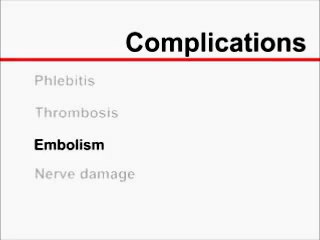 Complications
Phlebitis
Thrombosis
Embolism
Nerve damage